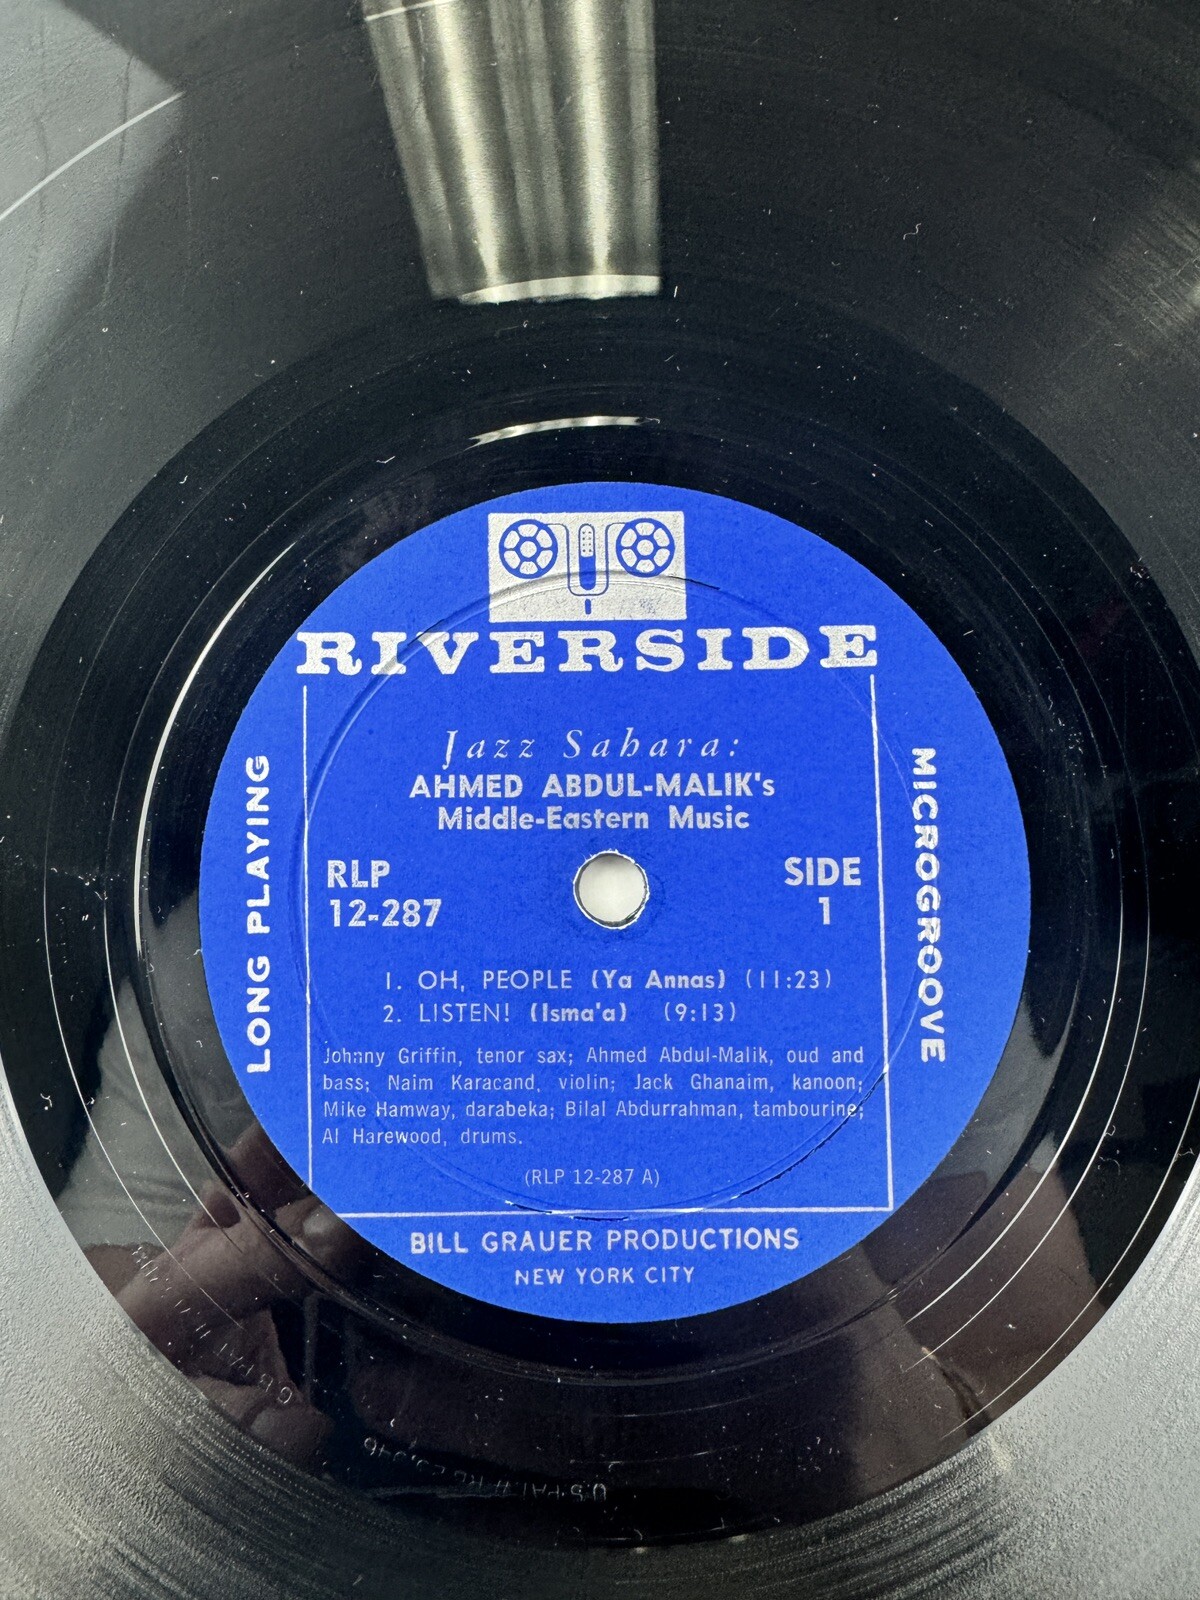 RIVERSIDE
Jazz Sahara:
AHMED ABDUL-MALIK's
Middle-Eastern Music
RLP
12-287
SIDE
1
LONG PLAYING
MICROGROOVE
1. OH, PEOPLE (Ya Annas) (11:23)
2. LISTEN! (Isma'a) (9:13)
Johnny Griffin, tenor sax; Ahmed Abdul-Malik, oud and
bass; Naim Karacand, violin; Jack Ghanaim, kanoon;
Mike Hamway, darabeka; Bilal Abdurrahman, tambourine;
Al Harewood, drums.
(RLP 12-287 A)
BILL GRAUER PRODUCTIONS
NEW YORK CITY